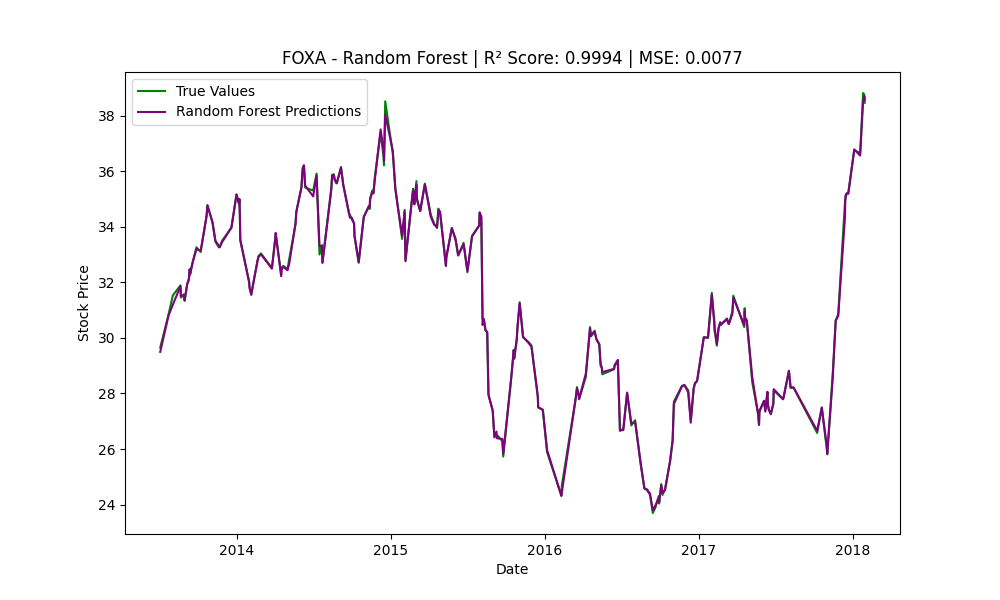 FOXA - Random Forest | R² Score: 0.9994 | MSE: 0.0077
True Values
Random Forest Predictions
38
36
34
32
30
28
26
24
Stock Price
2014 2015 2016 2017 2018
Date